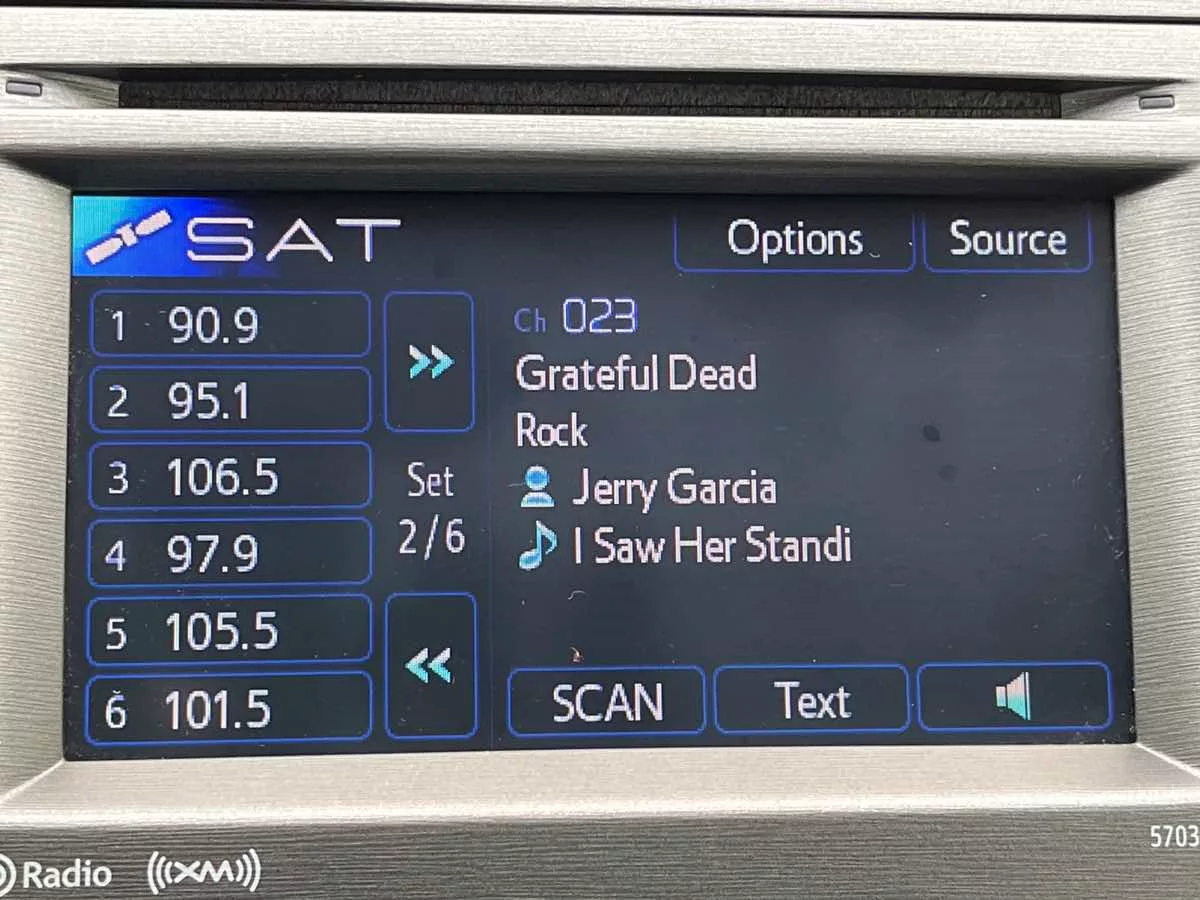 SAT
Options
Source
1 90.9
2 95.1
3 106.5
4 97.9
5 105.5
6 101.5
Set
2/6
Ch 023
Grateful Dead
Rock
Jerry Garcia
I Saw Her Standi
SCAN
Text
5703
Radio
XM